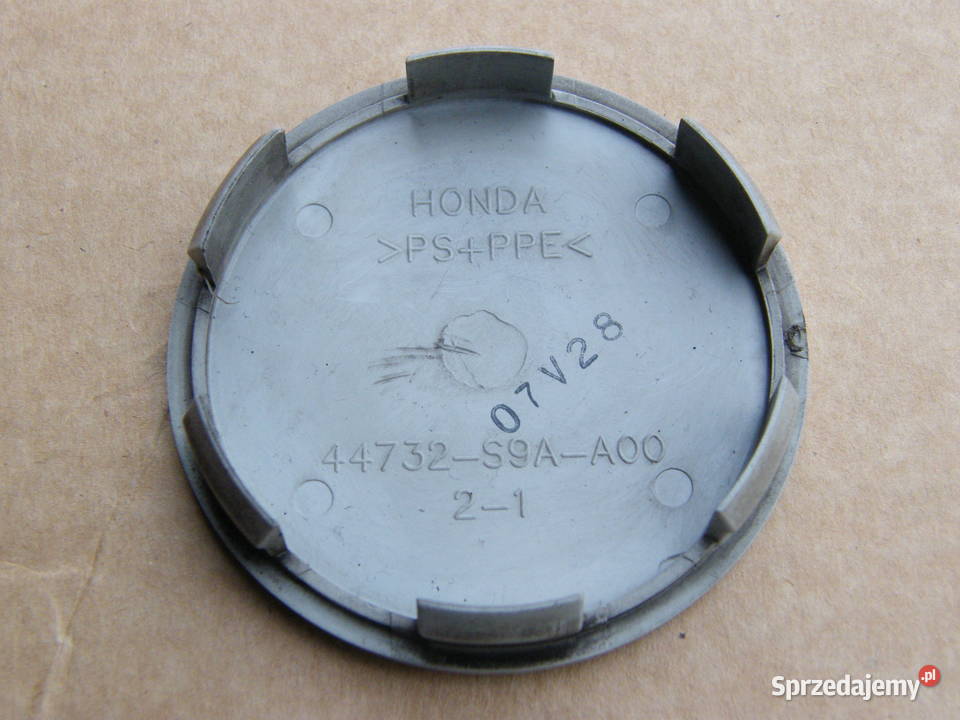 HONDA
>PS+PPE<
07V28
44732-S9A-A00
2-1
Sprzedajemy.pl